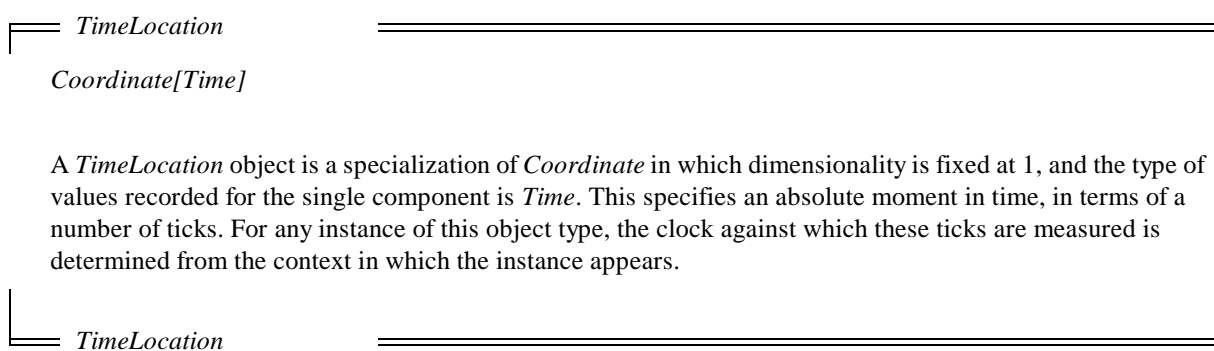 TimeLocation
Coordinate[Time]
A TimeLocation object is a specialization of Coordinate in which dimensionality is fixed at 1, and the type of
values recorded for the single component is Time. This specifies an absolute moment in time, in terms of a
number of ticks. For any instance of this object type, the clock against which these ticks are measured is
determined from the context in which the instance appears.
TimeLocation